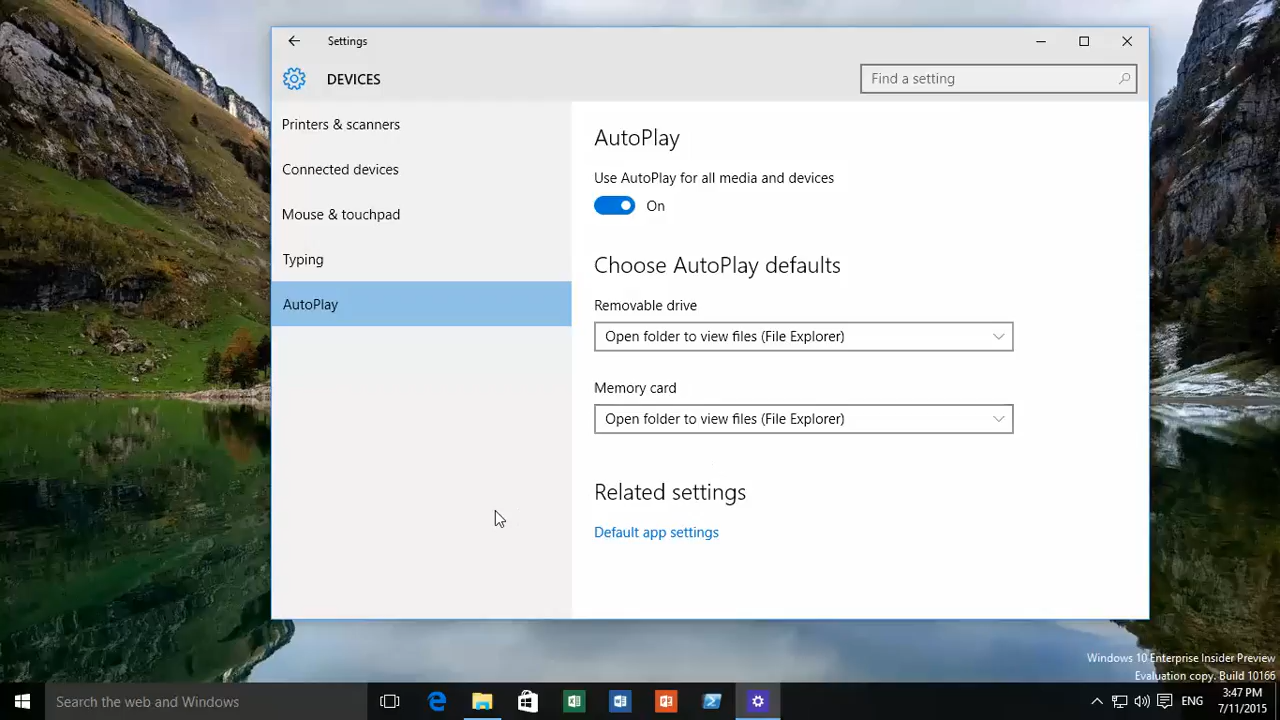 Settings
DEVICES
Find a setting
Printers & scanners
Connected devices
Mouse & touchpad
Typing
AutoPlay
AutoPlay
Use AutoPlay for all media and devices
On
Choose AutoPlay defaults
Removable drive
Open folder to view files (File Explorer)
Memory card
Open folder to view files (File Explorer)
Related settings
Default app settings
Windows 10 Enterprise Insider Preview
Evaluation copy. Build 10166
Search the web and Windows
ENG
3:47 PM
7/11/2015